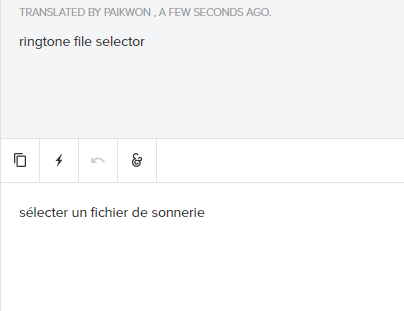 TRANSLATED BY PAIKWON , A FEW SECONDS AGO.
ringtone file selector
sélecter un fichier de sonnerie